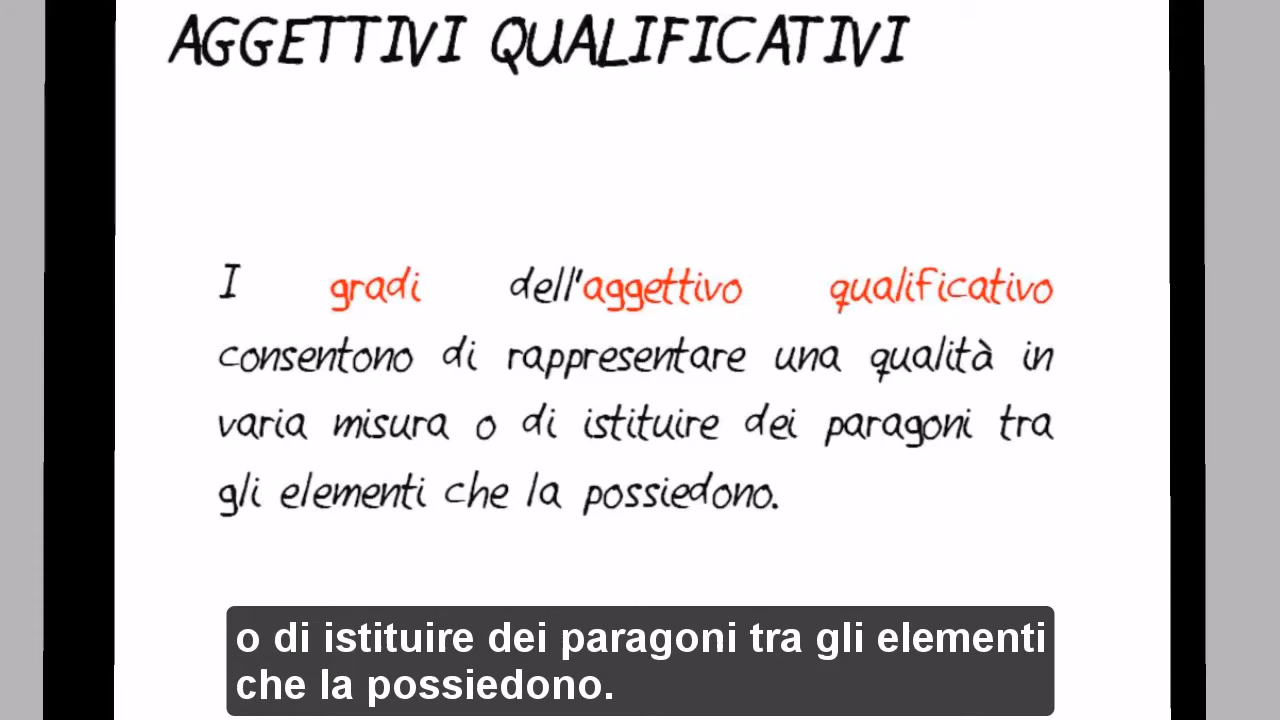 AGGETTIVI QUALIFICATIVI
I gradi dell'aggettivo qualificativo
consentono di rappresentare una qualità in
varia misura o di istituire dei paragoni tra
gli elementi che la possiedono.
o di istituire dei paragoni tra gli elementi
che la possiedono.